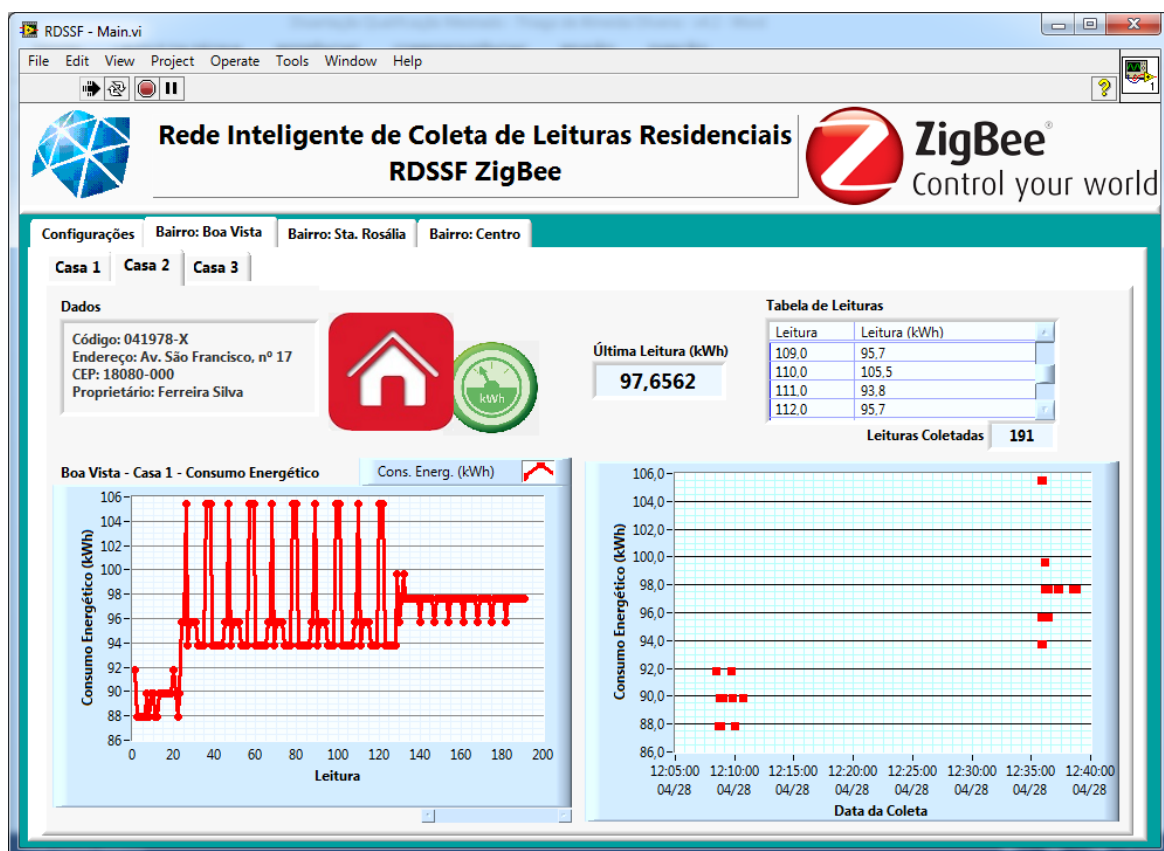 RDSSF - Main.vi
File Edit View Project Operate Tools Window Help
1
Rede Inteligente de Coleta de Leituras Residenciais
RDSSF ZigBee
ZigBee®
Control your world
Configurações
Bairro: Boa Vista
Bairro: Sta. Rosália
Bairro: Centro
Casa 1
Casa 2
Casa 3
Dados
Código: 041978-X
Endereço: Av. São Francisco, nº 17
CEP: 18080-000
Proprietário: Ferreira Silva
kWh
Última Leitura (kWh)
97,6562
Tabela de Leituras
Leitura Leitura (kWh)
109,0 95,7
110,0 105,5
111,0 93,8
112,0 95,7
Leituras Coletadas 191
Boa Vista - Casa 1 - Consumo Energético
Cons. Energ. (kWh)
Consumo Energético (kWh)
106
104
102
100
98
96
94
92
90
88
86
0 20 40 60 80 100 120 140 160 180 200
Leitura
Consumo Energético (kWh)
106,0
104,0
102,0
100,0
98,0
96,0
94,0
92,0
90,0
88,0
86,0
12:05:00 12:10:00 12:15:00 12:20:00 12:25:00 12:30:00 12:35:00 12:40:00
04/28 04/28 04/28 04/28 04/28 04/28 04/28 04/28
Data da Coleta